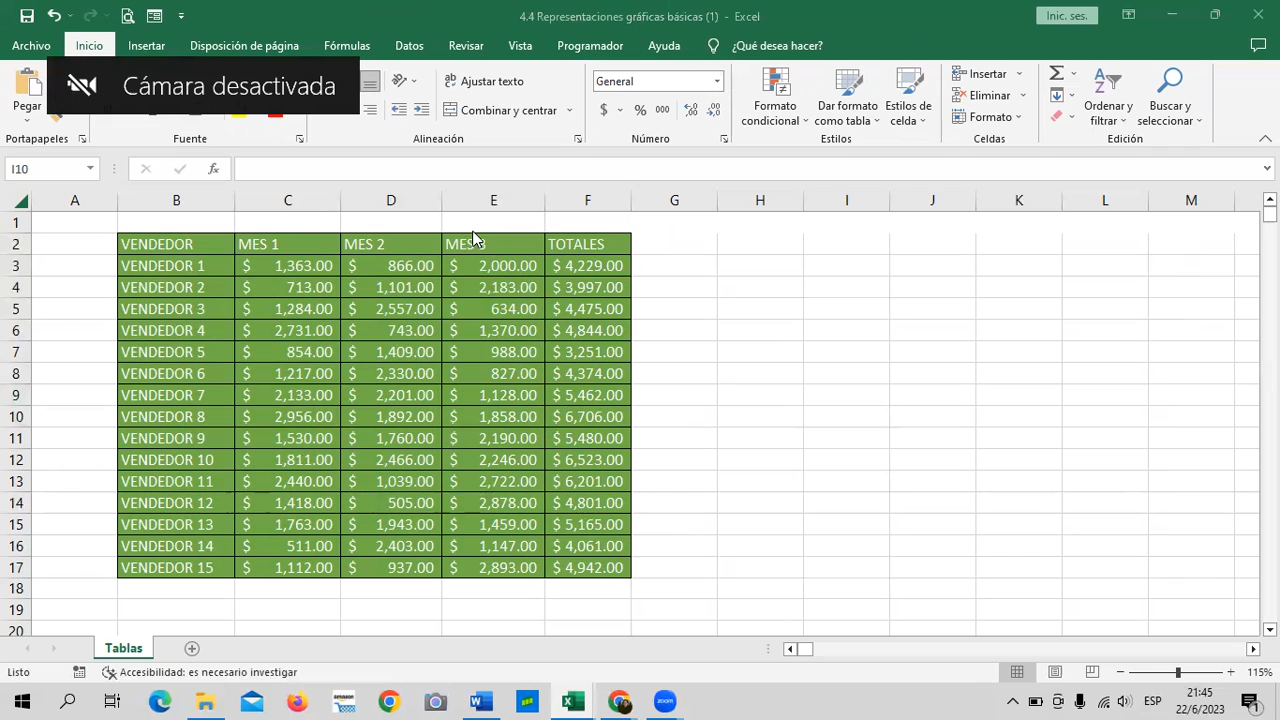 4.4 Representaciones gráficas básicas (1) - Excel
Inic. ses.
Archivo Inicio Insertar Disposición de página Fórmulas Datos Revisar Vista Programador Ayuda ¿Qué desea hacer?
Cámara desactivada
Pegar
Ajustar texto
Combinar y centrar
General
$ % 000
Formato condicional
Dar formato como tabla
Estilos de celda
Insertar
Eliminar
Formato
Ordenar y filtrar
Buscar y seleccionar
Portapapeles Fuente Alineación Número Estilos Celdas Edición
I10 fx
A B C D E F G H I J K L M
1
2 VENDEDOR MES 1 MES 2 MES TOTALES
3 VENDEDOR 1 $ 1,363.00 $ 866.00 $ 2,000.00 $ 4,229.00
4 VENDEDOR 2 $ 713.00 $ 1,101.00 $ 2,183.00 $ 3,997.00
5 VENDEDOR 3 $ 1,284.00 $ 2,557.00 $ 634.00 $ 4,475.00
6 VENDEDOR 4 $ 2,731.00 $ 743.00 $ 1,370.00 $ 4,844.00
7 VENDEDOR 5 $ 854.00 $ 1,409.00 $ 988.00 $ 3,251.00
8 VENDEDOR 6 $ 1,217.00 $ 2,330.00 $ 827.00 $ 4,374.00
9 VENDEDOR 7 $ 2,133.00 $ 2,201.00 $ 1,128.00 $ 5,462.00
10 VENDEDOR 8 $ 2,956.00 $ 1,892.00 $ 1,858.00 $ 6,706.00
11 VENDEDOR 9 $ 1,530.00 $ 1,760.00 $ 2,190.00 $ 5,480.00
12 VENDEDOR 10 $ 1,811.00 $ 2,466.00 $ 2,246.00 $ 6,523.00
13 VENDEDOR 11 $ 2,440.00 $ 1,039.00 $ 2,722.00 $ 6,201.00
14 VENDEDOR 12 $ 1,418.00 $ 505.00 $ 2,878.00 $ 4,801.00
15 VENDEDOR 13 $ 1,763.00 $ 1,943.00 $ 1,459.00 $ 5,165.00
16 VENDEDOR 14 $ 511.00 $ 2,403.00 $ 1,147.00 $ 4,061.00
17 VENDEDOR 15 $ 1,112.00 $ 937.00 $ 2,893.00 $ 4,942.00
18
19
20
Tablas
Listo Accesibilidad: es necesario investigar 115%
zoom
ESP
21:45
22/6/2023